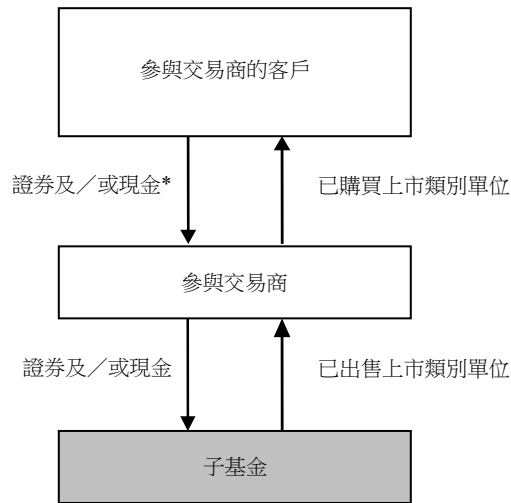 參與交易商的客戶
證券及／或現金*
已購買上市類別單位
參與交易商
證券及／或現金
已出售上市類別單位
子基金